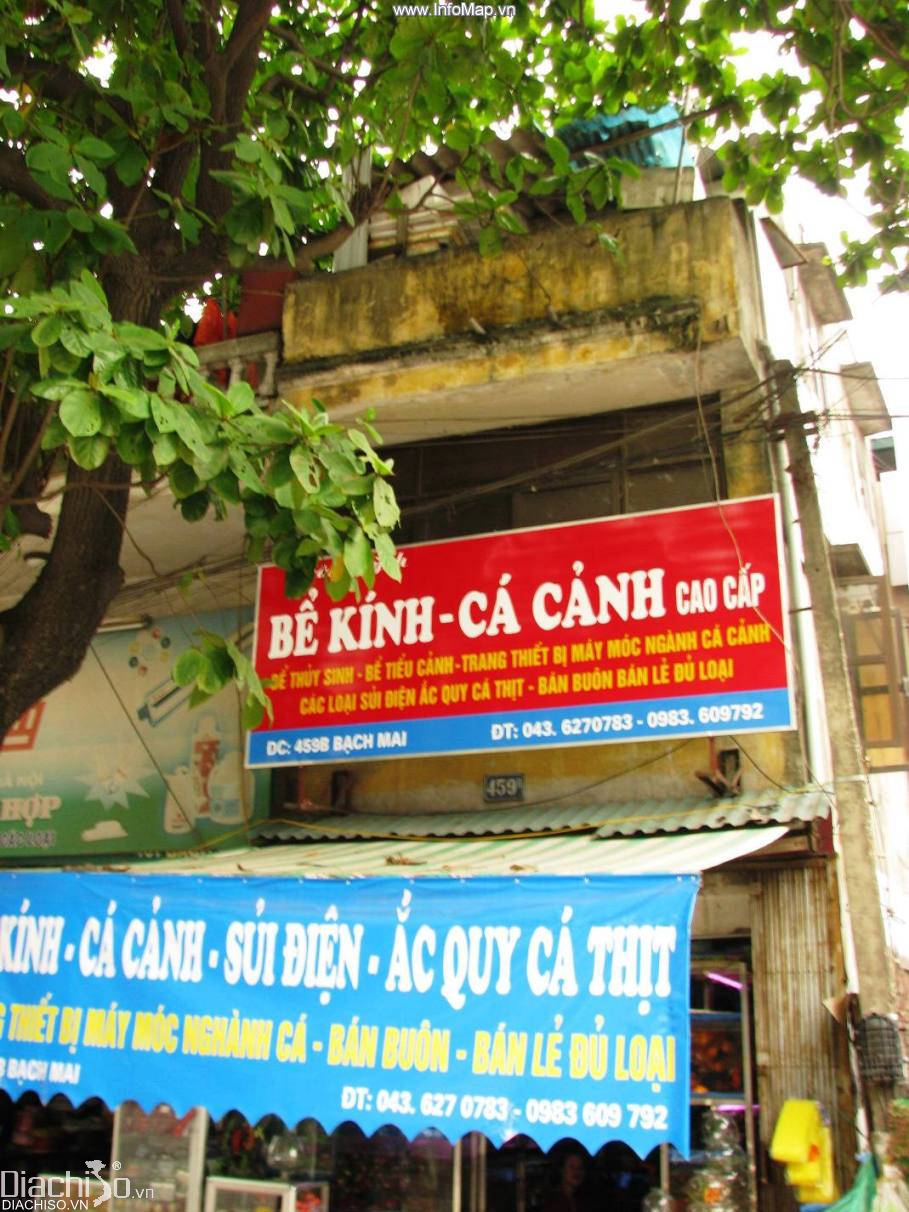 www.InfoMap.vn
BỂ KÍNH - CÁ CẢNH CAO CẤP
BỂ THỦY SINH - BỂ TIỂU CẢNH - TRANG THIẾT BỊ MÁY MÓC NGÀNH CÁ CẢNH
CÁC LOẠI SỦI ĐIỆN ẮC QUY CÁ THỊT - BÁN BUÔN BÁN LẺ ĐỦ LOẠI
ĐC: 459B BẠCH MAI ĐT: 043. 6270783 - 0983. 609792
459
HỢP
KÍNH - CÁ CẢNH - SỦI ĐIỆN - ẮC QUY CÁ THỊT
THIẾT BỊ MÁY MÓC NGHÀNH CÁ - BÁN BUÔN - BÁN LẺ ĐỦ LOẠI
B BẠCH MAI
ĐT: 043. 627 0783 - 0983 609 792
Diachiso.vn
DIACHISO.VN